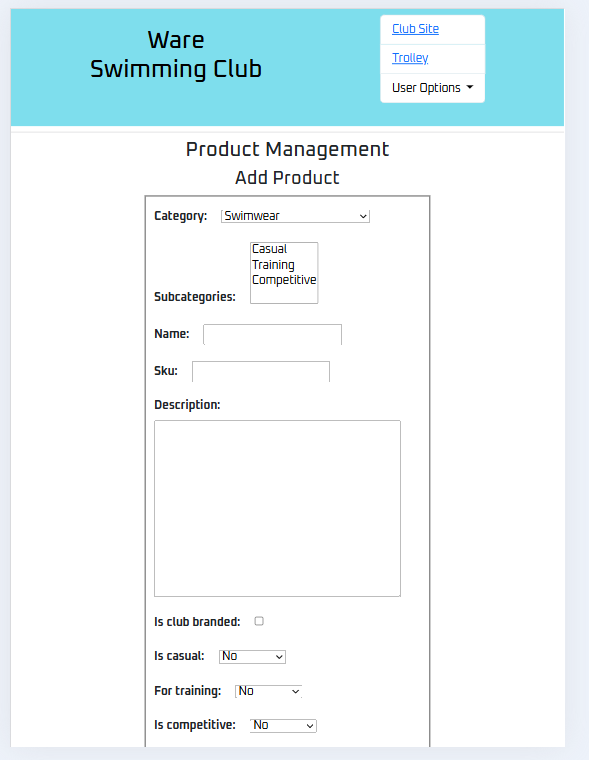 Ware
Swimming Club
Club Site
Trolley
User Options
Product Management
Add Product
Category: Swimwear
Casual
Training
Competitive
Subcategories:
Name:
Sku:
Description:
Is club branded:
Is casual: No
For training: No
Is competitive: No